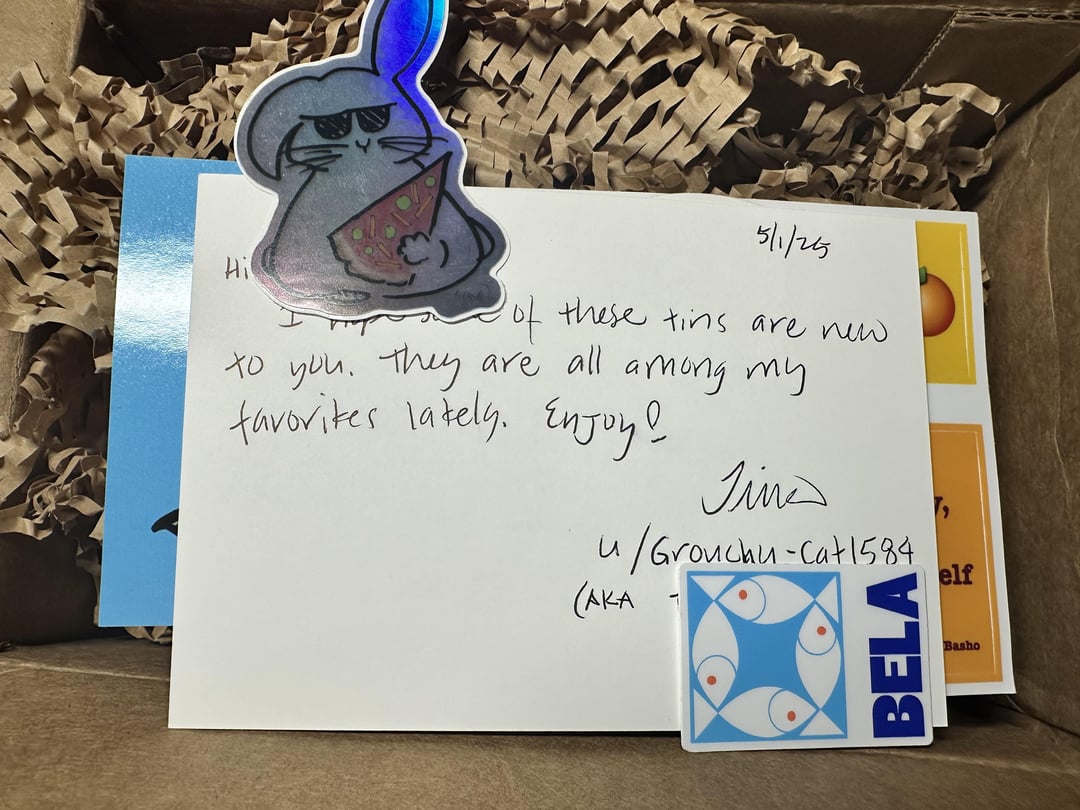 5/1/25
Hi
I of these tins are new
to you. They are all among my
favorites lately. Enjoy!
Tina
u/Grouchy-Cat1584
(AKA
BELA
y,
elf
Basho